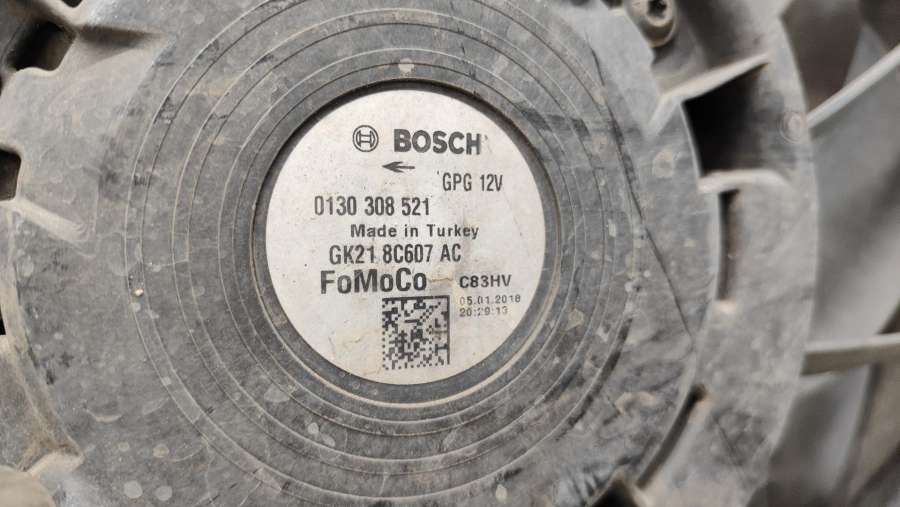 BOSCH
GPG 12V
0130 308 521
Made in Turkey
GK21 8C607 AC
FoMoCo C83HV
05.01.2018
20:29:13